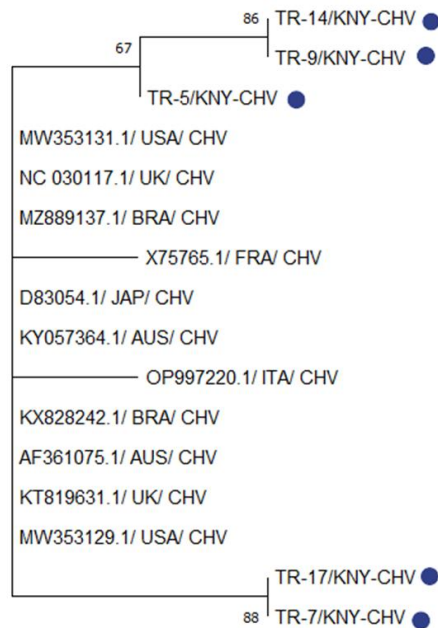 86
TR-14/KNY-CHV
67
TR-9/KNY-CHV
TR-5/KNY-CHV
MW353131.1/ USA/ CHV
NC 030117.1/ UK/ CHV
MZ889137.1/ BRA/ CHV
X75765.1/ FRA/ CHV
D83054.1/ JAP/ CHV
KY057364.1/ AUS/ CHV
OP997220.1/ ITA/ CHV
KX828242.1/ BRA/ CHV
AF361075.1/ AUS/ CHV
KT819631.1/ UK/ CHV
MW353129.1/ USA/ CHV
TR-17/KNY-CHV
88
TR-7/KNY-CHV